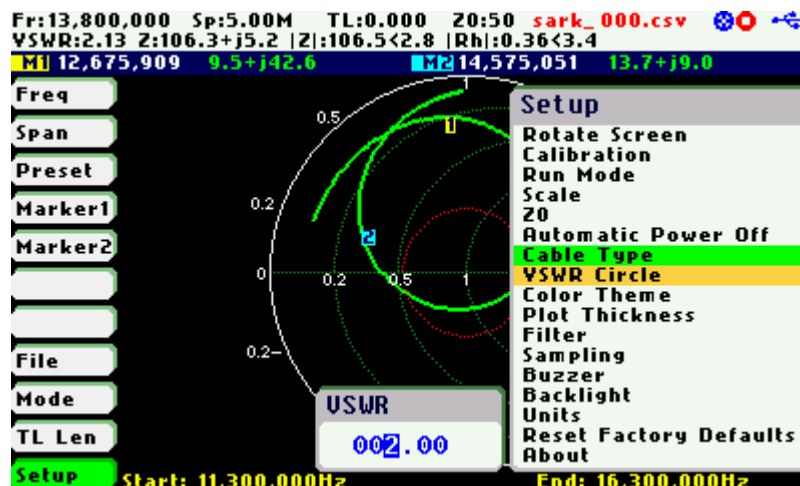 Fr:13,800,000 Sp:5.00M TL:0.000 Z0:50 sark_000.csv
VSWR:2.13 Z:106.3+j5.2 |Z|:106.5<2.8 |Rh|:0.36<3.4
M1 12,675,909 9.5+j42.6 M2 14,575,051 13.7+j9.0
Freq
Span
Preset
Marker1
Marker2
File
Mode
TL Len
Setup
1
0.5
1
0.2
2
0
0.2
0.5
1
0.2
Setup
Rotate Screen
Calibration
Run Mode
Scale
Z0
Automatic Power Off
Cable Type
VSWR Circle
Color Theme
Plot Thickness
Filter
Sampling
Buzzer
Backlight
Units
Reset Factory Defaults
About
VSWR
002.00
Start: 11,300,000Hz End: 16,300,000Hz